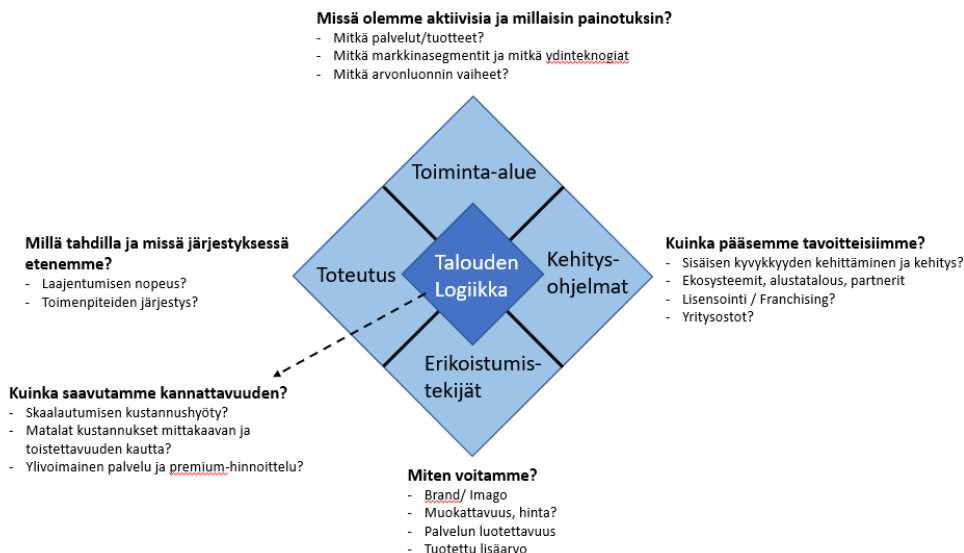 Missä olemme aktiivisia ja millaisin painotuksin?
- Mitkä palvelut/tuotteet?
- Mitkä markkinasegmentit ja mitkä ydinteknogiat
- Mitkä arvonluonnin vaiheet?
Toiminta-alue
Millä tahdilla ja missä järjestyksessä
etenemme?
- Laajentumisen nopeus?
- Toimenpiteiden järjestys?
Toteutus
Talouden
Logiikka
Kehitys-
ohjelmat
Kuinka pääsemme tavoitteisiimme?
- Sisäisen kyvykkyyden kehittäminen ja kehitys?
- Ekosysteemit, alustatalous, partnerit
- Lisensointi / Franchising?
- Yritysostot?
Erikoistumis-
tekijät
Kuinka saavutamme kannattavuuden?
- Skaalautumisen kustannushyöty?
- Matalat kustannukset mittakaavan ja
toistettavuuden kautta?
- Ylivoimainen palvelu ja premium-hinnoittelu?
Miten voitamme?
- Brand/ Imago
- Muokattavuus, hinta?
- Palvelun luotettavuus
- Tuotettu lisäarvo